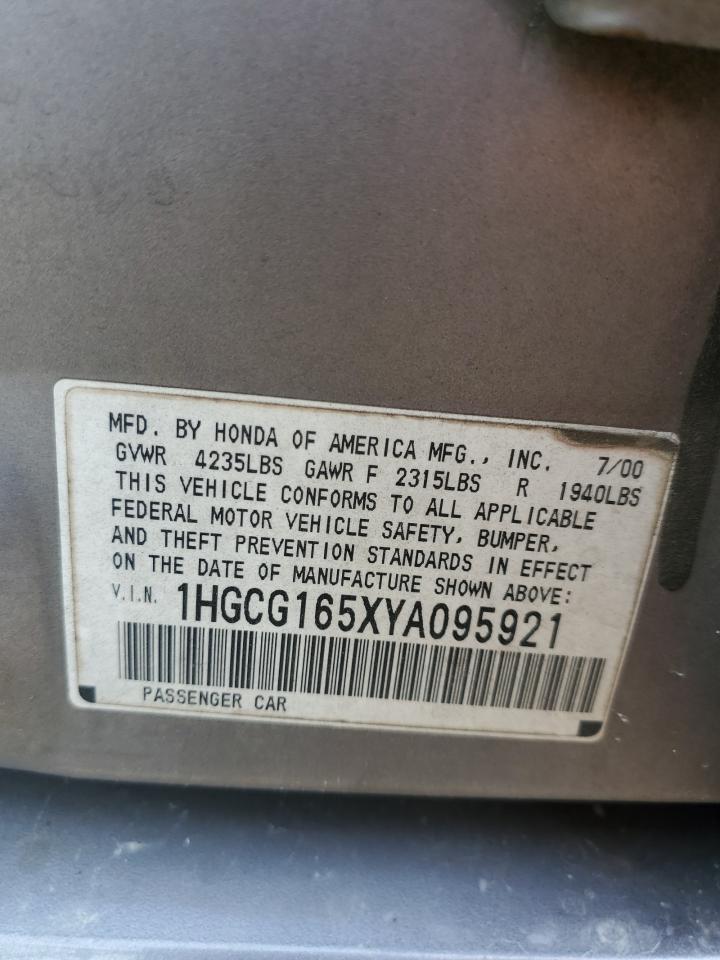 MFD. BY HONDA OF AMERICA MFG., INC. 7/00
GVWR 4235LBS GAWR F 2315LBS R 1940LBS
THIS VEHICLE CONFORMS TO ALL APPLICABLE
FEDERAL MOTOR VEHICLE SAFETY, BUMPER,
AND THEFT PREVENTION STANDARDS IN EFFECT
ON THE DATE OF MANUFACTURE SHOWN ABOVE:
V.I.N. 1HGCG165XYA095921
PASSENGER CAR